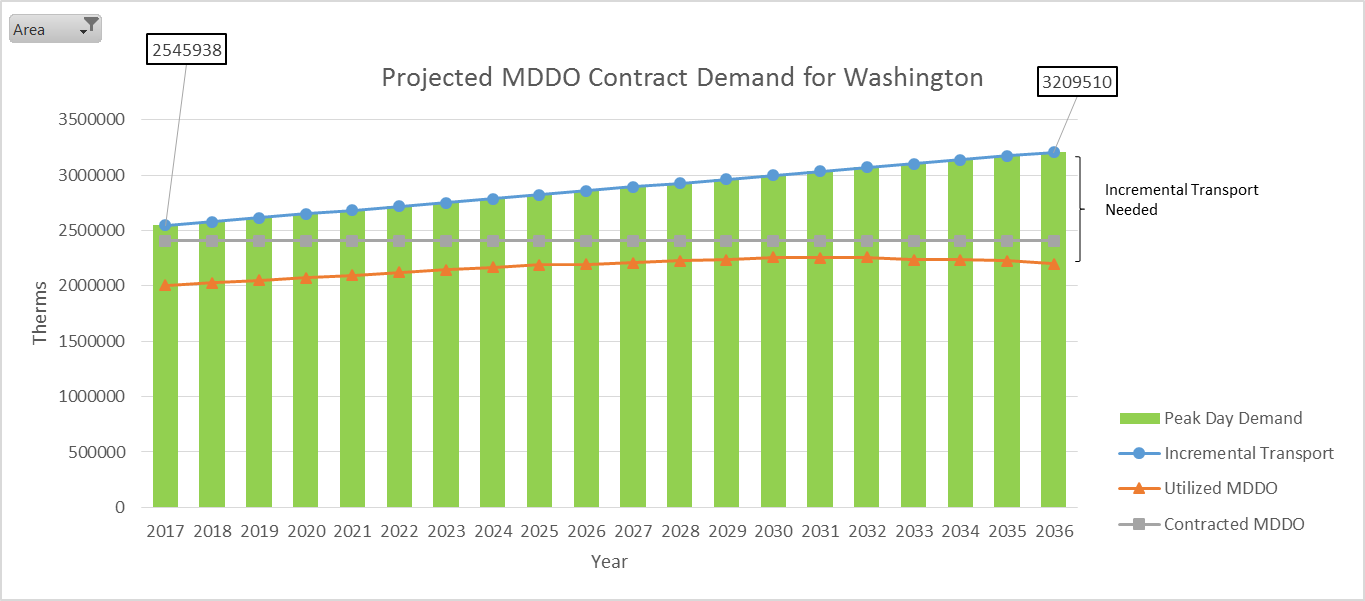 Area
2545938
Projected MDDO Contract Demand for Washington
3209510
3500000
3000000
2500000
2000000
1500000
1000000
500000
0
Therms
2017 2018 2019 2020 2021 2022 2023 2024 2025 2026 2027 2028 2029 2030 2031 2032 2033 2034 2035 2036
Year
Incremental Transport
Needed
Peak Day Demand
Incremental Transport
Utilized MDDO
Contracted MDDO